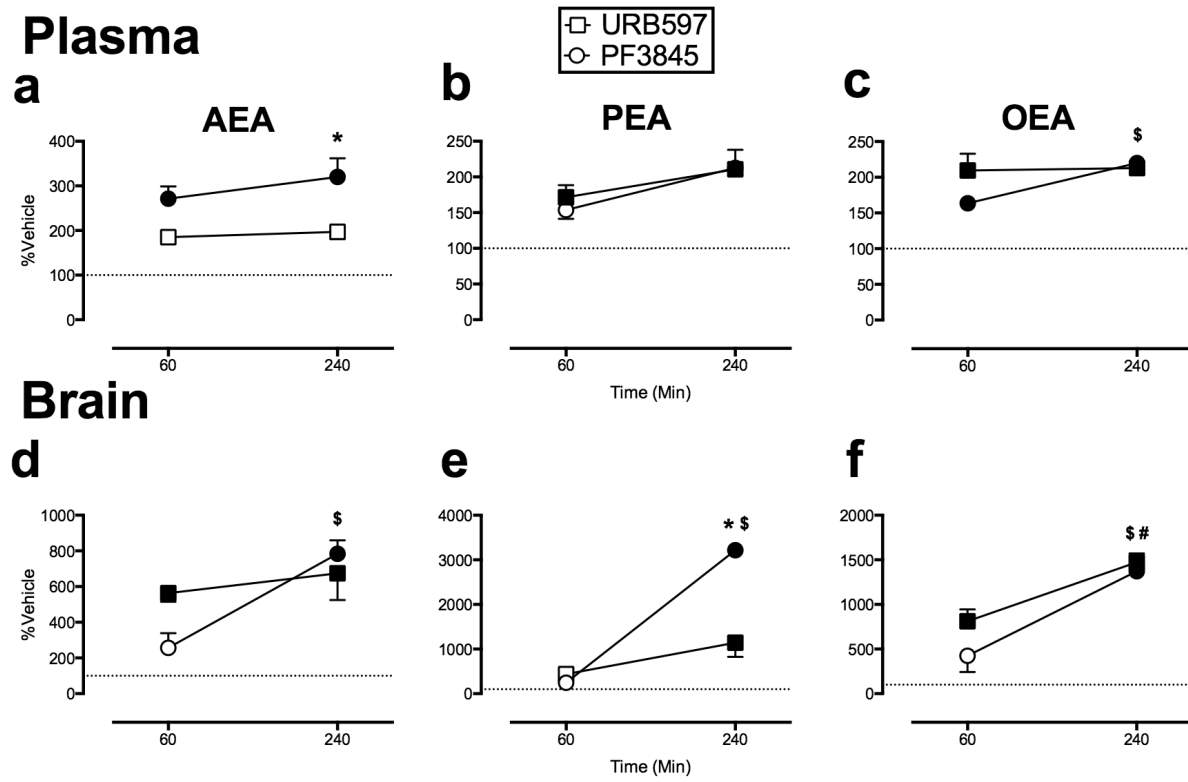 Plasma
URB597
PF3845
a
b
c
AEA
PEA
OEA
*
$
%Vehicle
400
300
200
100
0
250
200
150
100
50
0
250
200
150
100
50
0
60
240
60
240
60
240
Time (Min)
Brain
d
e
f
$
* $
$ #
%Vehicle
1000
800
600
400
200
0
4000
3000
2000
1000
0
2000
1500
1000
500
0
60
240
60
240
60
240
Time (Min)